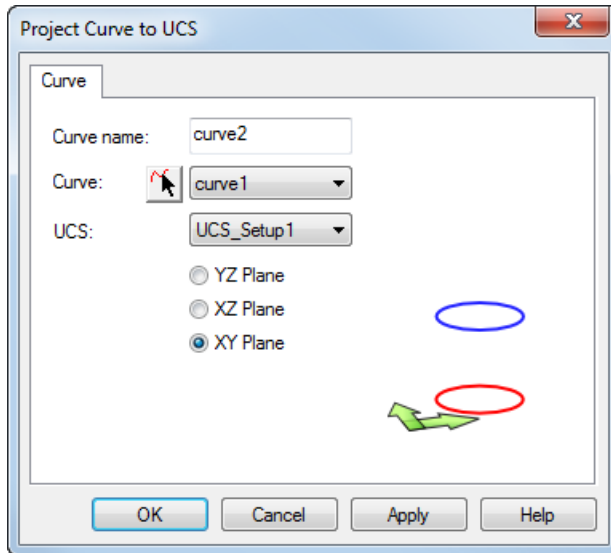 Project Curve to UCS
Curve
Curve name: curve2
Curve: curve1
UCS: UCS_Setup1
YZ Plane
XZ Plane
XY Plane
OK Cancel Apply Help